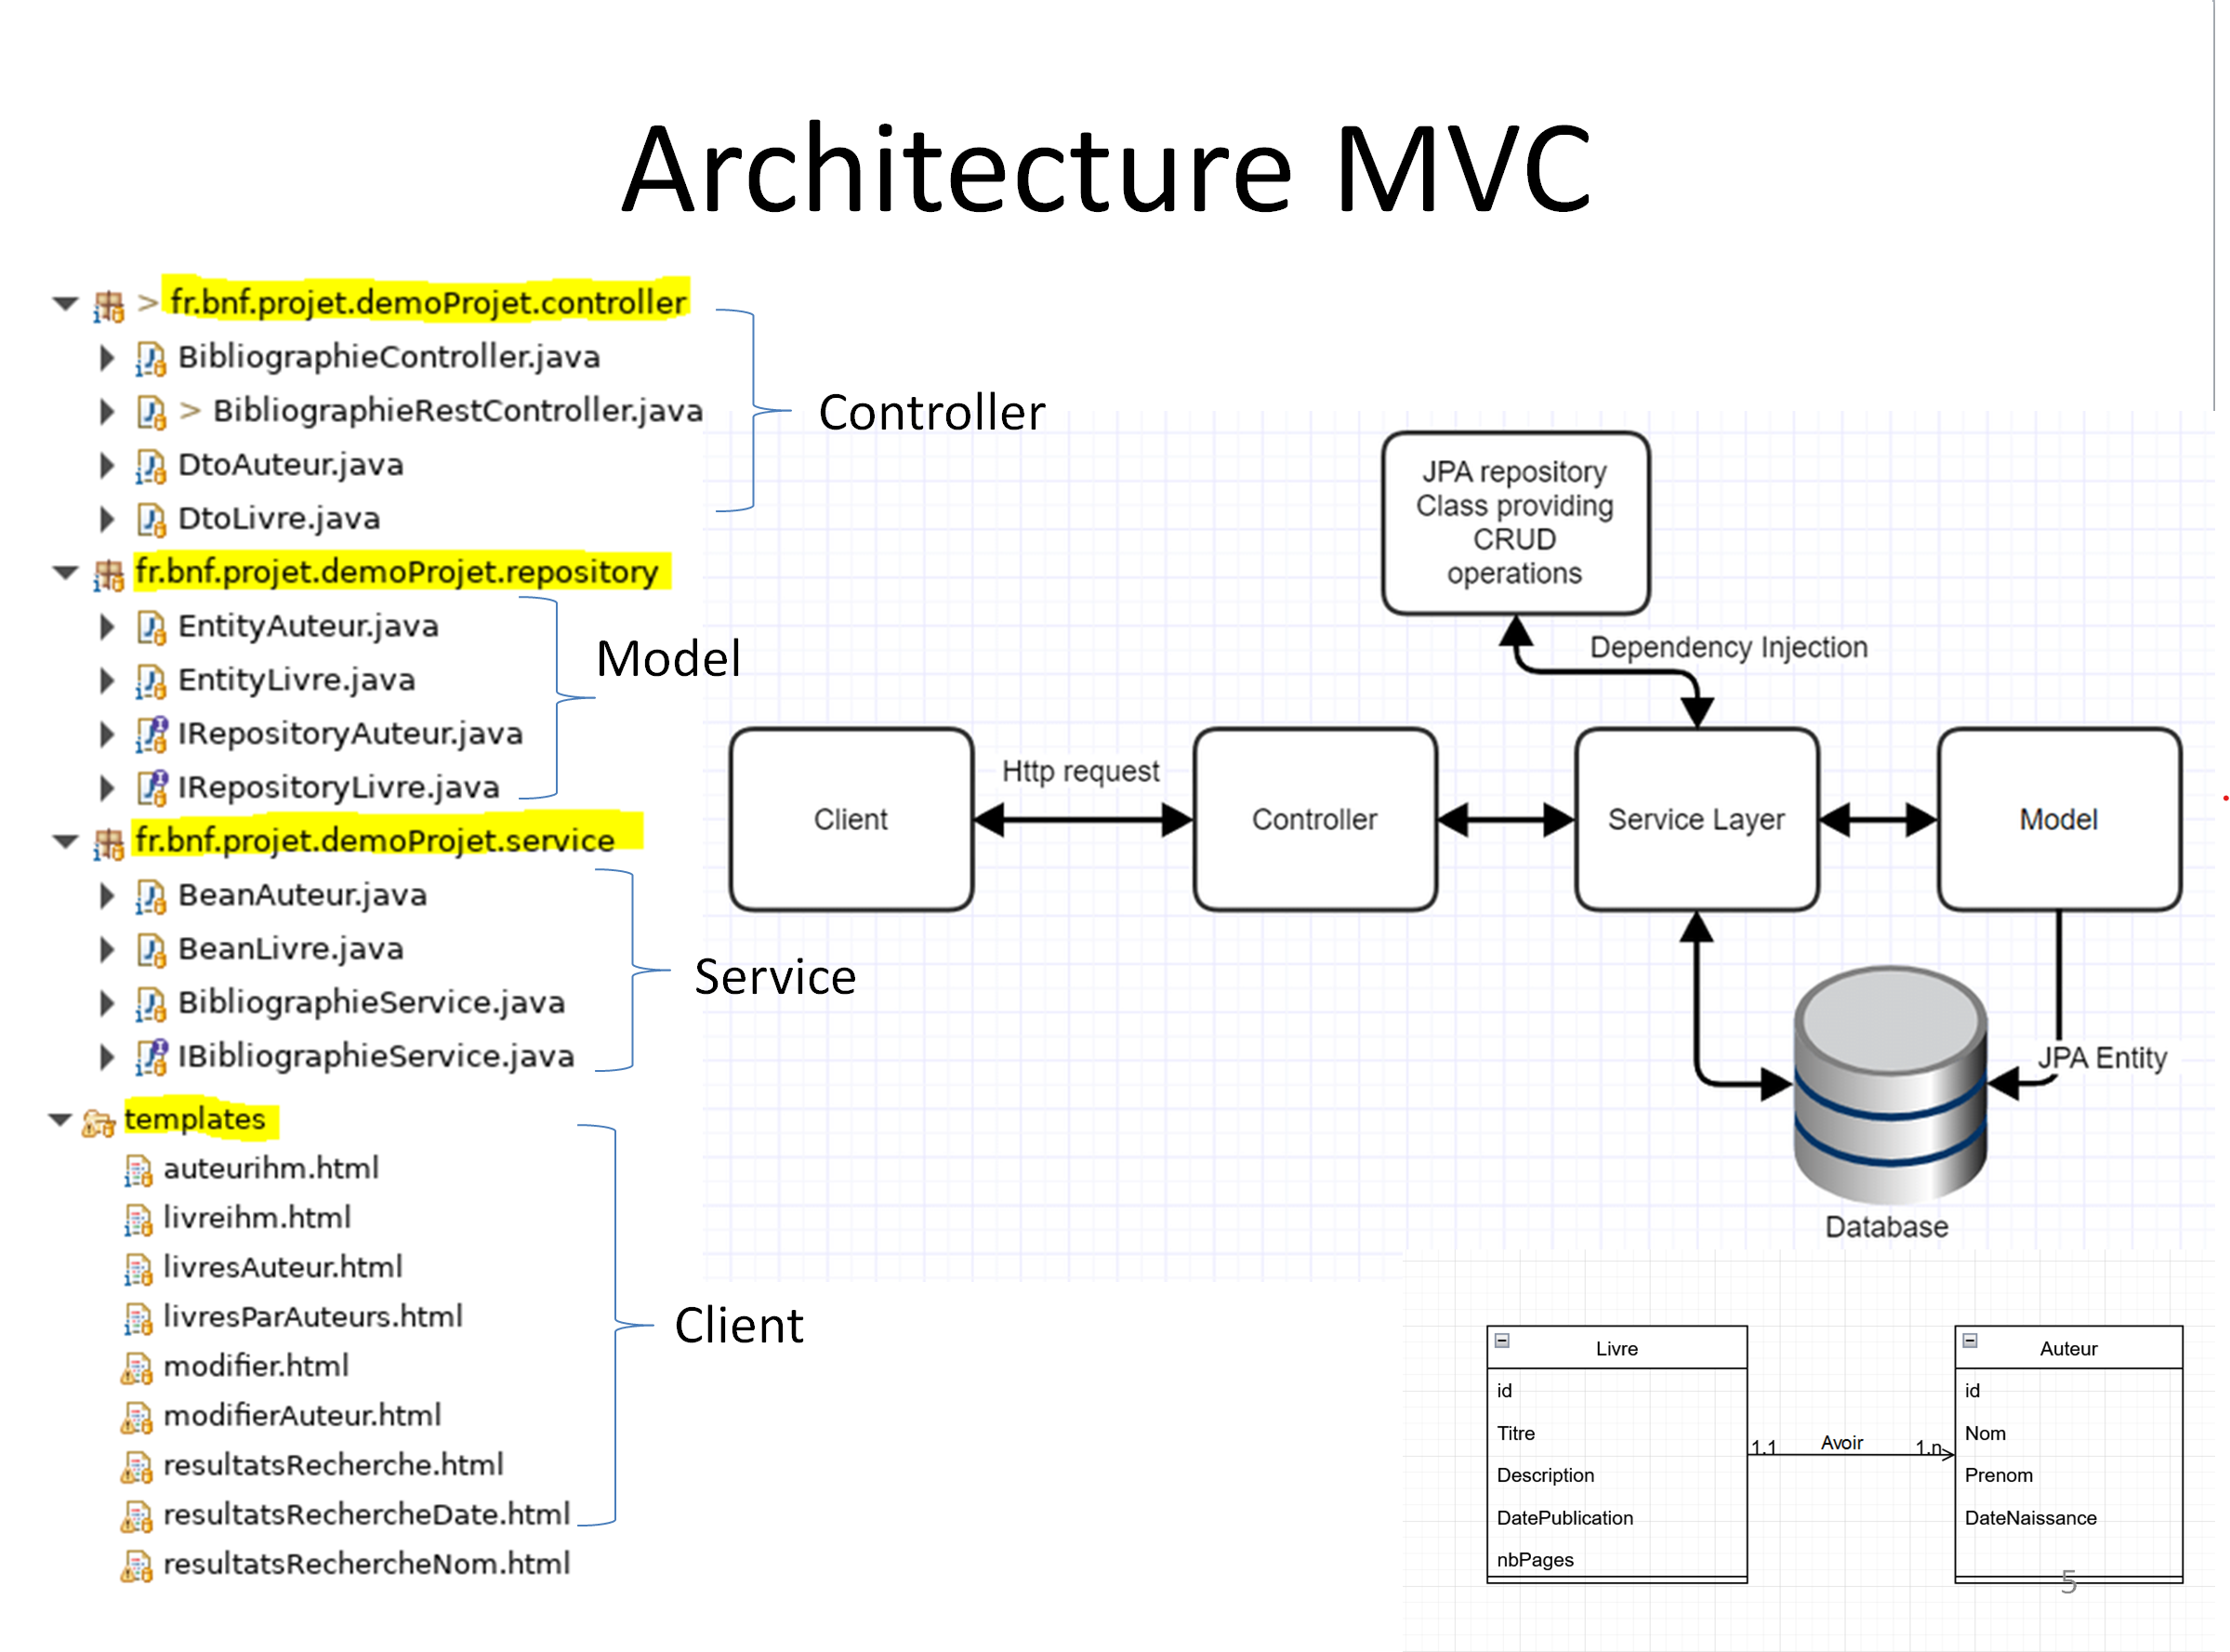 Architecture MVC
> fr.bnf.projet.demoProjet.controller
BibliographieController.java
> BibliographieRestController.java
DtoAuteur.java
DtoLivre.java
Controller
fr.bnf.projet.demoProjet.repository
EntityAuteur.java
EntityLivre.java
IRepositoryAuteur.java
IRepositoryLivre.java
Model
fr.bnf.projet.demoProjet.service
BeanAuteur.java
BeanLivre.java
BibliographieService.java
IBibliographieService.java
Service
templates
auteurihm.html
livreihm.html
livresAuteur.html
livresParAuteurs.html
modifier.html
modifierAuteur.html
resultatsRecherche.html
resultatsRechercheDate.html
resultatsRechercheNom.html
Client
JPA repository
Class providing
CRUD
operations
Dependency Injection
Client
Http request
Controller
Service Layer
Model
JPA Entity
Database
Livre
id
Titre
Description
DatePublication
nbPages
1.1
Avoir
1.n
Auteur
id
Nom
Prenom
DateNaissance
5